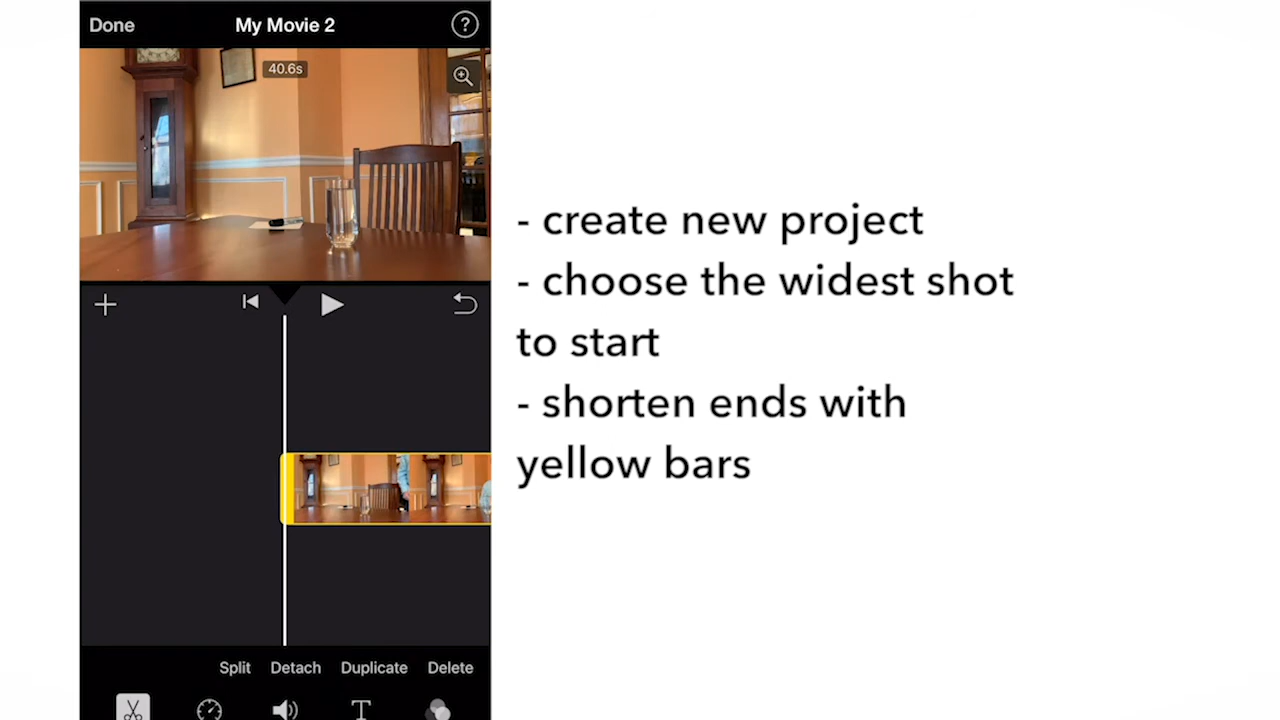 Done My Movie 2 ?
40.6s
- create new project
- choose the widest shot
to start
- shorten ends with
yellow bars
Split Detach Duplicate Delete
T